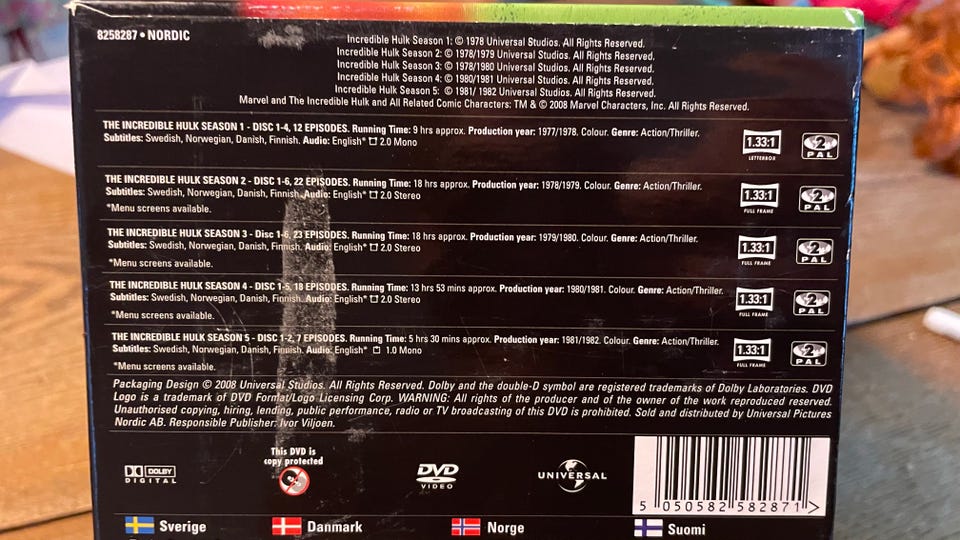 8258287 • NORDIC
Incredible Hulk Season 1: © 1978 Universal Studios. All Rights Reserved.
Incredible Hulk Season 2: © 1978/1979 Universal Studios. All Rights Reserved.
Incredible Hulk Season 3: © 1978/1980 Universal Studios. All Rights Reserved.
Incredible Hulk Season 4: © 1980/1981 Universal Studios. All Rights Reserved.
Incredible Hulk Season 5: © 1981/ 1982 Universal Studios. All Rights Reserved.
Marvel and The Incredible Hulk and All Related Comic Characters: TM & © 2008 Marvel Characters, Inc. All Rights Reserved.
THE INCREDIBLE HULK SEASON 1 - DISC 1-4, 12 EPISODES. Running Time: 9 hrs approx. Production year: 1977/1978. Colour. Genre: Action/Thriller.
Subtitles: Swedish, Norwegian, Danish, Finnish. Audio: English* 2.0 Mono
1.33:1
LETTERBOX
2
PAL
THE INCREDIBLE HULK SEASON 2 - DISC 1-6, 22 EPISODES. Running Time: 18 hrs approx. Production year: 1978/1979. Colour. Genre: Action/Thriller.
Subtitles: Swedish, Norwegian, Danish, Finnish. Audio: English* 2.0 Stereo
*Menu screens available.
1.33:1
FULL FRAME
2
PAL
THE INCREDIBLE HULK SEASON 3 - Disc 1-6, 23 EPISODES. Running Time: 18 hrs approx. Production year: 1979/1980. Colour. Genre: Action/Thriller.
Subtitles: Swedish, Norwegian, Danish, Finnish. Audio: English* 2.0 Stereo
*Menu screens available.
1.33:1
FULL FRAME
2
PAL
THE INCREDIBLE HULK SEASON 4 - DISC 1-5, 18 EPISODES. Running Time: 13 hrs 53 mins approx. Production year: 1980/1981. Colour. Genre: Action/Thriller.
Subtitles: Swedish, Norwegian, Danish, Finnish. Audio: English* 2.0 Stereo
*Menu screens available.
1.33:1
FULL FRAME
2
PAL
THE INCREDIBLE HULK SEASON 5 - DISC 1-2, 7 EPISODES. Running Time: 5 hrs 30 mins approx. Production year: 1981/1982. Colour. Genre: Action/Thriller.
Subtitles: Swedish, Norwegian, Danish, Finnish. Audio: English* 1.0 Mono
*Menu screens available.
1.33:1
FULL FRAME
2
PAL
Packaging Design © 2008 Universal Studios. All Rights Reserved. Dolby and the double-D symbol are registered trademarks of Dolby Laboratories. DVD
Logo is a trademark of DVD Format/Logo Licensing Corp. WARNING: All rights of the producer and of the owner of the work reproduced reserved.
Unauthorised copying, hiring, lending, public performance, radio or TV broadcasting of this DVD is prohibited. Sold and distributed by Universal Pictures
Nordic AB. Responsible Publisher: Ivor Viljoen.
DOLBY
DIGITAL
This DVD is
copy protected
DVD
VIDEO
UNIVERSAL
5 050582 582871 >
Sverige
Danmark
Norge
Suomi